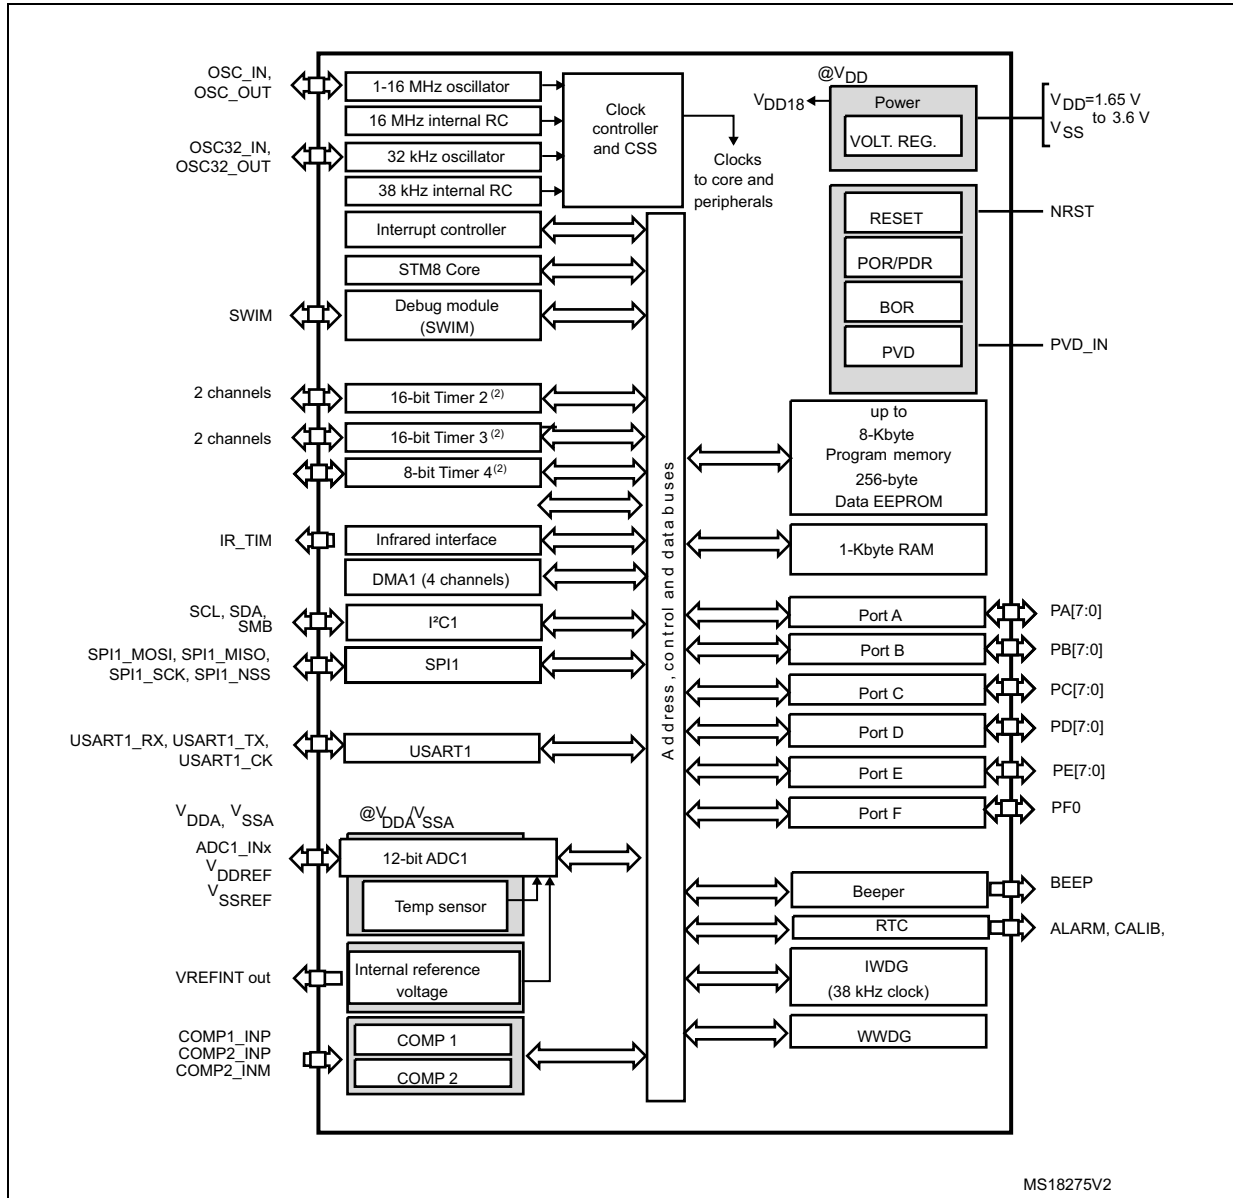 OSC_IN,
OSC_OUT
1-16 MHz oscillator
16 MHz internal RC
OSC32_IN,
OSC32_OUT
32 kHz oscillator
38 kHz internal RC
Clock
controller
and CSS
Clocks
to core and
peripherals
@VDD
VDD18
Power
VOLT. REG.
VDD=1.65 V
to 3.6 V
VSS
Interrupt controller
STM8 Core
SWIM
Debug module
(SWIM)
RESET
NRST
POR/PDR
BOR
PVD
PVD_IN
2 channels
16-bit Timer 2 (2)
2 channels
16-bit Timer 3 (2)
8-bit Timer 4 (2)
IR_TIM
Infrared interface
DMA1 (4 channels)
SCL, SDA,
SMB
I²C1
SPI1_MOSI, SPI1_MISO,
SPI1_SCK, SPI1_NSS
SPI1
USART1_RX, USART1_TX,
USART1_CK
USART1
VDDA, VSSA
@VDDA/VSSA
ADC1_INx
VDDREF
VSSREF
12-bit ADC1
Temp sensor
VREFINT out
Internal reference
voltage
COMP1_INP
COMP2_INP
COMP2_INM
COMP 1
COMP 2
Address, control and data buses
up to
8-Kbyte
Program memory
256-byte
Data EEPROM
1-Kbyte RAM
Port A
PA[7:0]
Port B
PB[7:0]
Port C
PC[7:0]
Port D
PD[7:0]
Port E
PE[7:0]
Port F
PF0
Beeper
BEEP
RTC
ALARM, CALIB,
IWDG
(38 kHz clock)
WWDG
MS18275V2